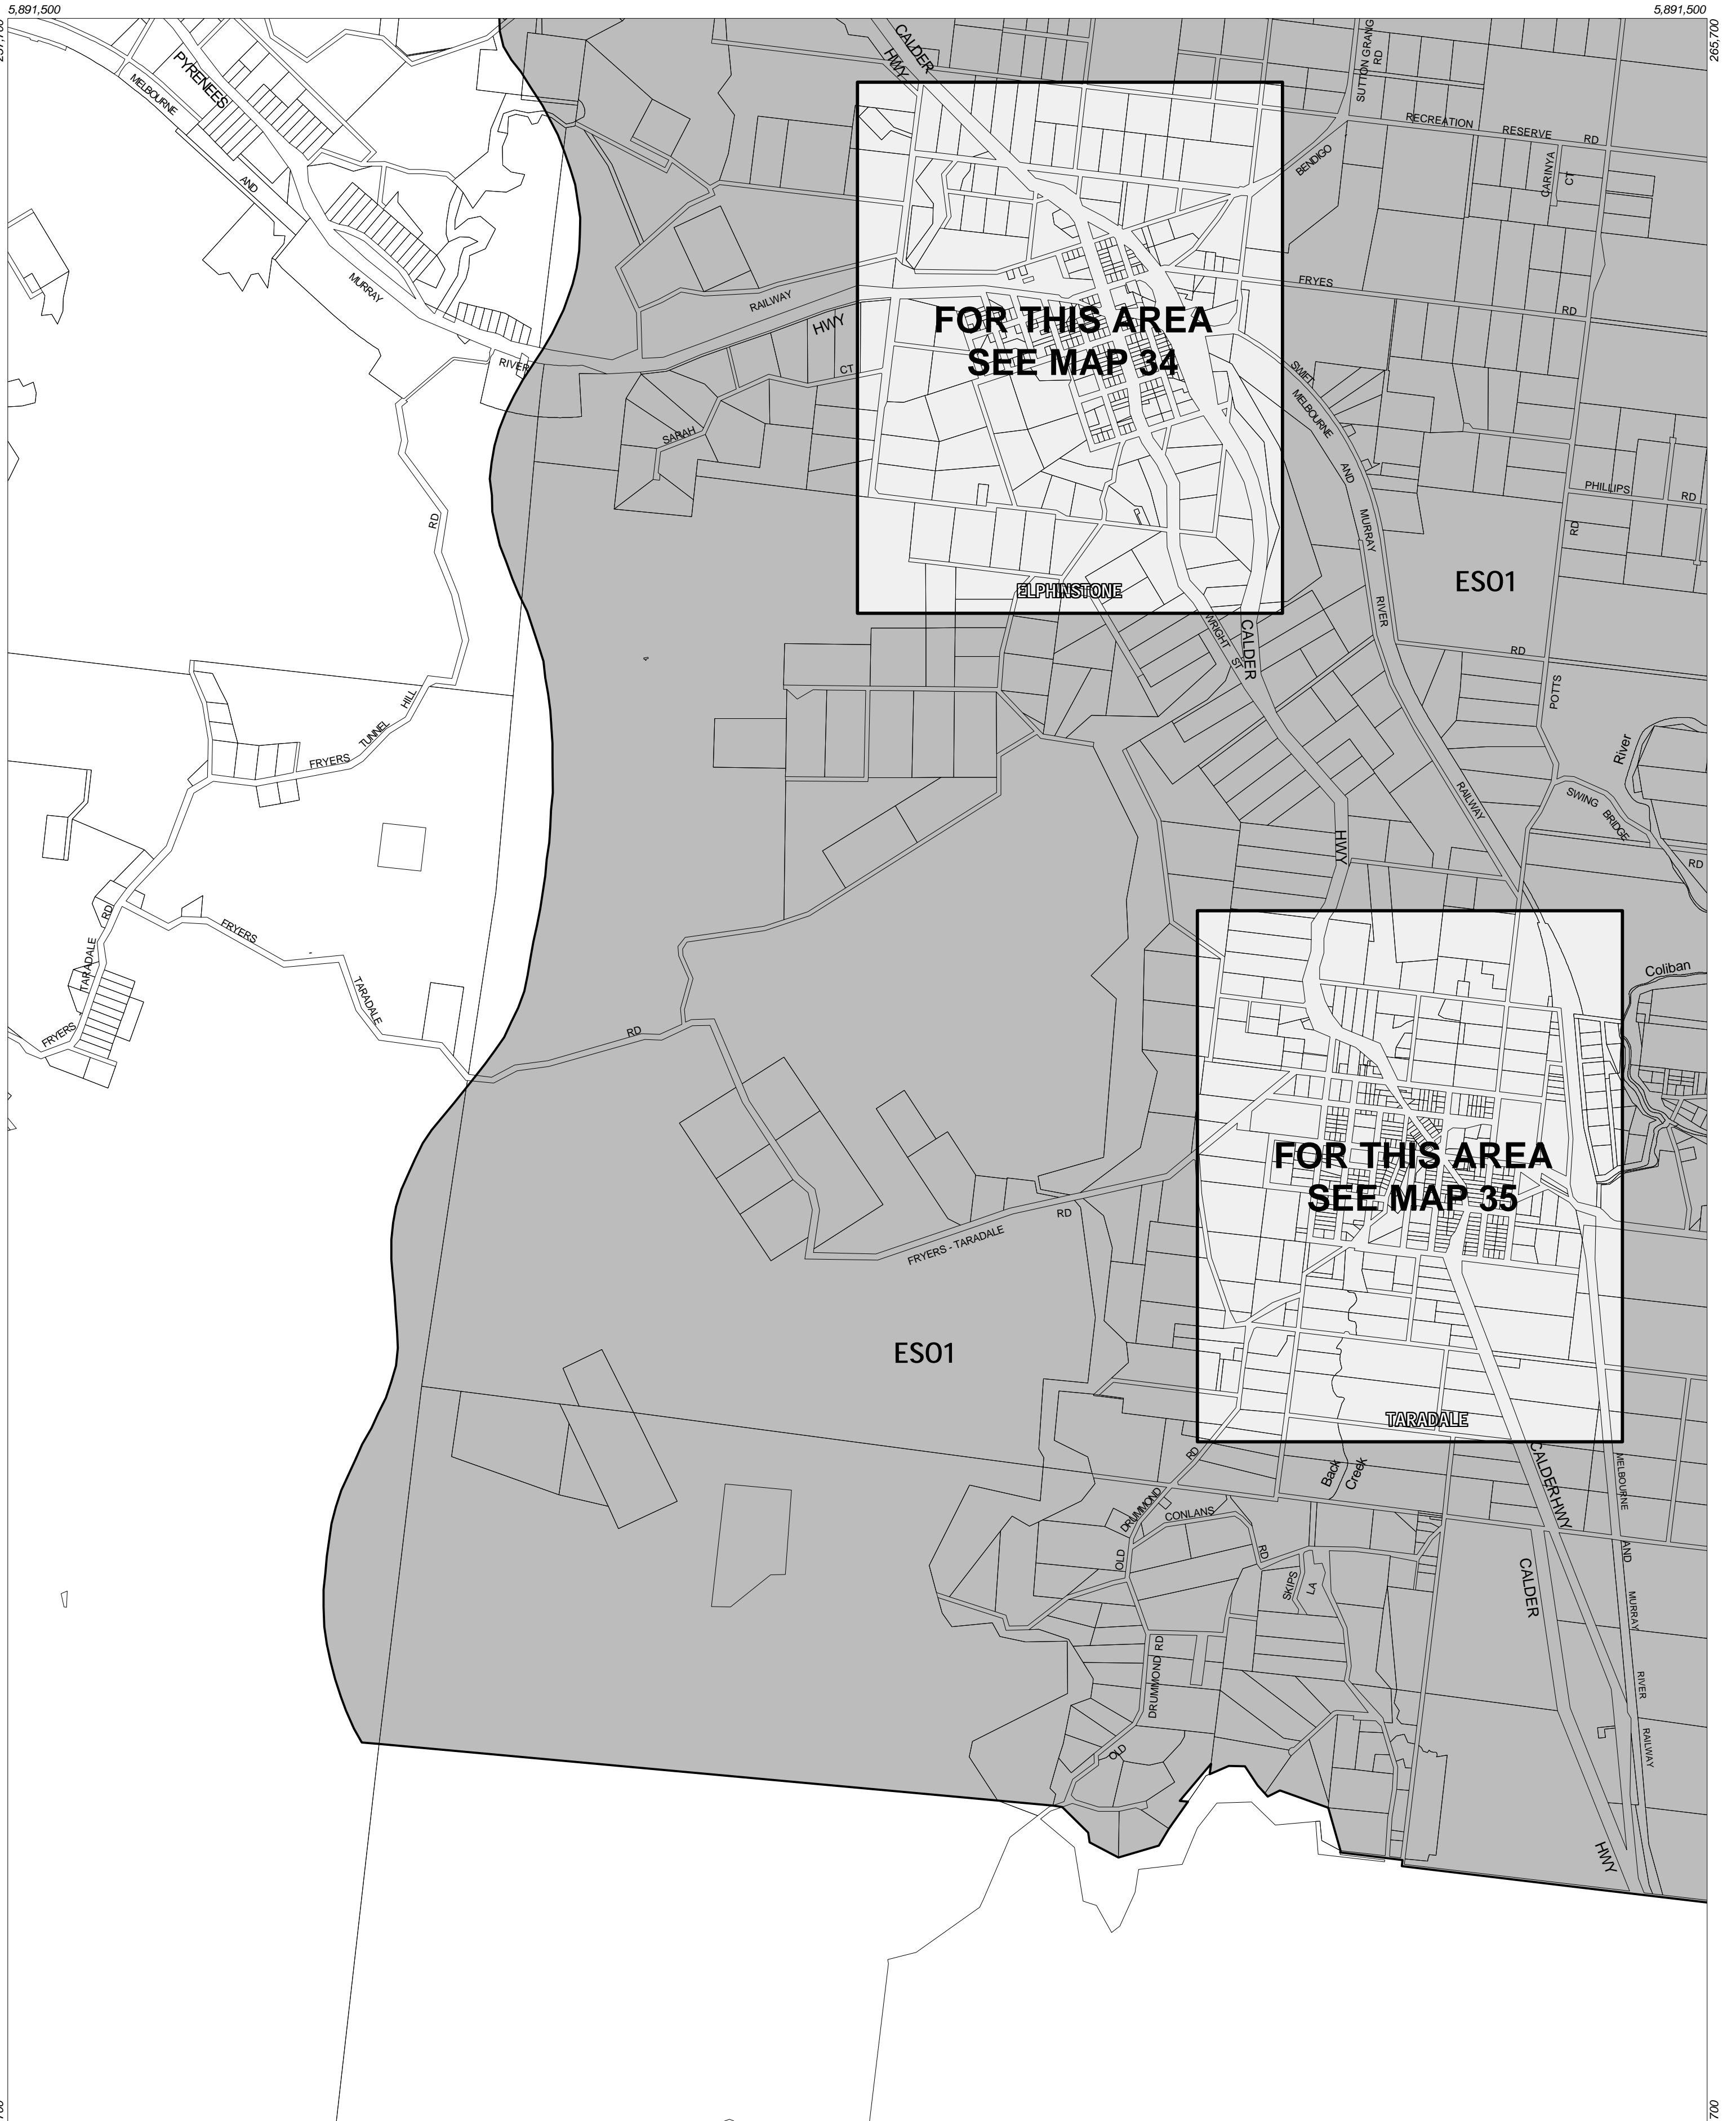 5,891,500
5,891,500
265,700
CALDER
HWY
SUTTON GRANG
RD
PYRENEES
MELBOURNE
AND
MURRAY
RIVER
RECREATION RESERVE RD
BENDIGO
CARINYA
CT
RAILWAY
HWY
CT
SARAH
FRYES
RD
FOR THIS AREA
SEE MAP 34
SWIFT
MELBOURNE
AND
MURRAY
RIVER
RAILWAY
PHILLIPS RD
RD
RD
ES01
ELPHINSTONE
WRIGHT ST
CALDER
RD
POTTS
River
HILL
TUNNEL
FRYERS
SWING
BRIDGE
RD
HWY
RD
TARADALE
FRYERS
FRYERS
TARADALE
RD
Coliban
FOR THIS AREA
SEE MAP 35
FRYERS - TARADALE
RD
ES01
TARADALE
RD
DRUMMOND
OLD
CONLANS
RD
Back
Creek
CALDER HWY
MELBOURNE
AND
MURRAY
RIVER
RAILWAY
SKIPS
LA
CALDER
DRUMMOND RD
OLD
HWY
700